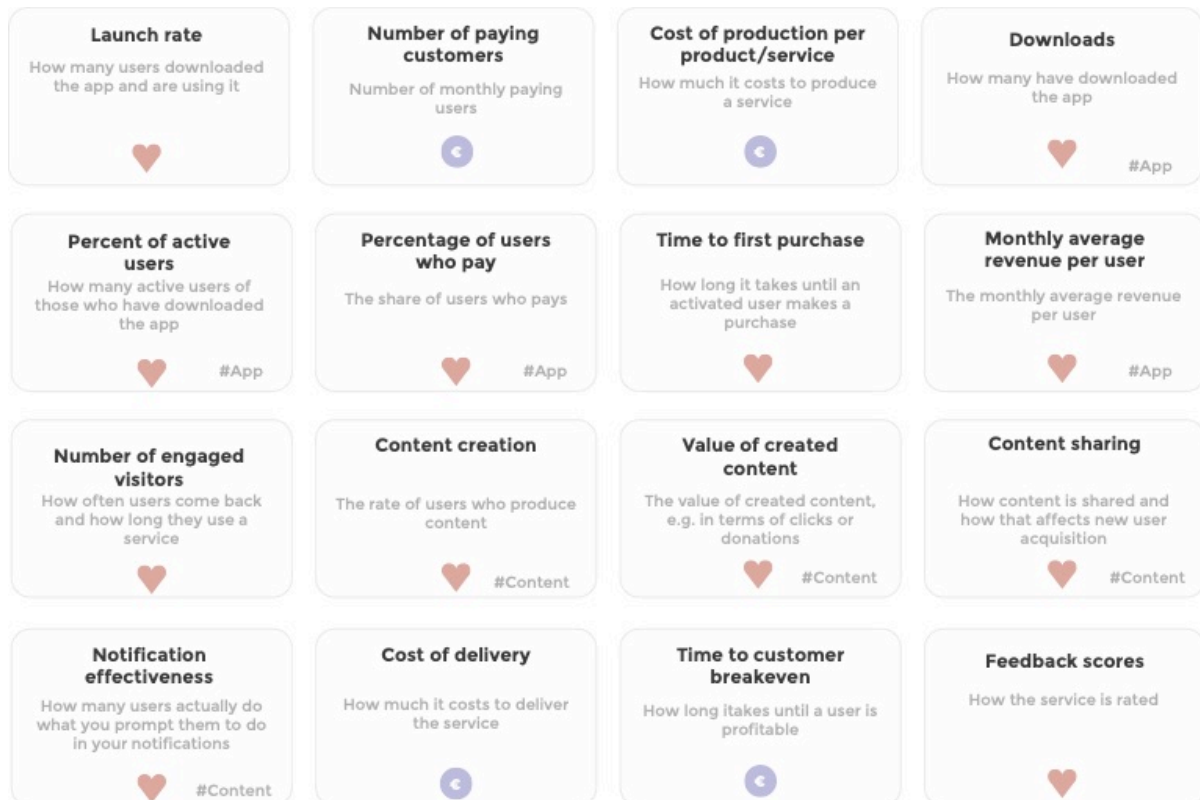 Launch rate
How many users downloaded
the app and are using it
Number of paying
customers
Number of monthly paying
users
Cost of production per
product/service
How much it costs to produce
a service
Downloads
How many have downloaded
the app
#App
Percent of active
users
How many active users of
those who have downloaded
the app
#App
Percentage of users
who pay
The share of users who pays
#App
Time to first purchase
How long it takes until an
activated user makes a
purchase
Monthly average
revenue per user
The monthly average revenue
per user
#App
Number of engaged
visitors
How often users come back
and how long they use a
service
Content creation
The rate of users who produce
content
#Content
Value of created
content
The value of created content,
e.g. in terms of clicks or
donations
#Content
Content sharing
How content is shared and
how that affects new user
acquisition
#Content
Notification
effectiveness
How many users actually do
what you prompt them to do
in your notifications
#Content
Cost of delivery
How much it costs to deliver
the service
Time to customer
breakeven
How long itakes until a user is
profitable
Feedback scores
How the service is rated